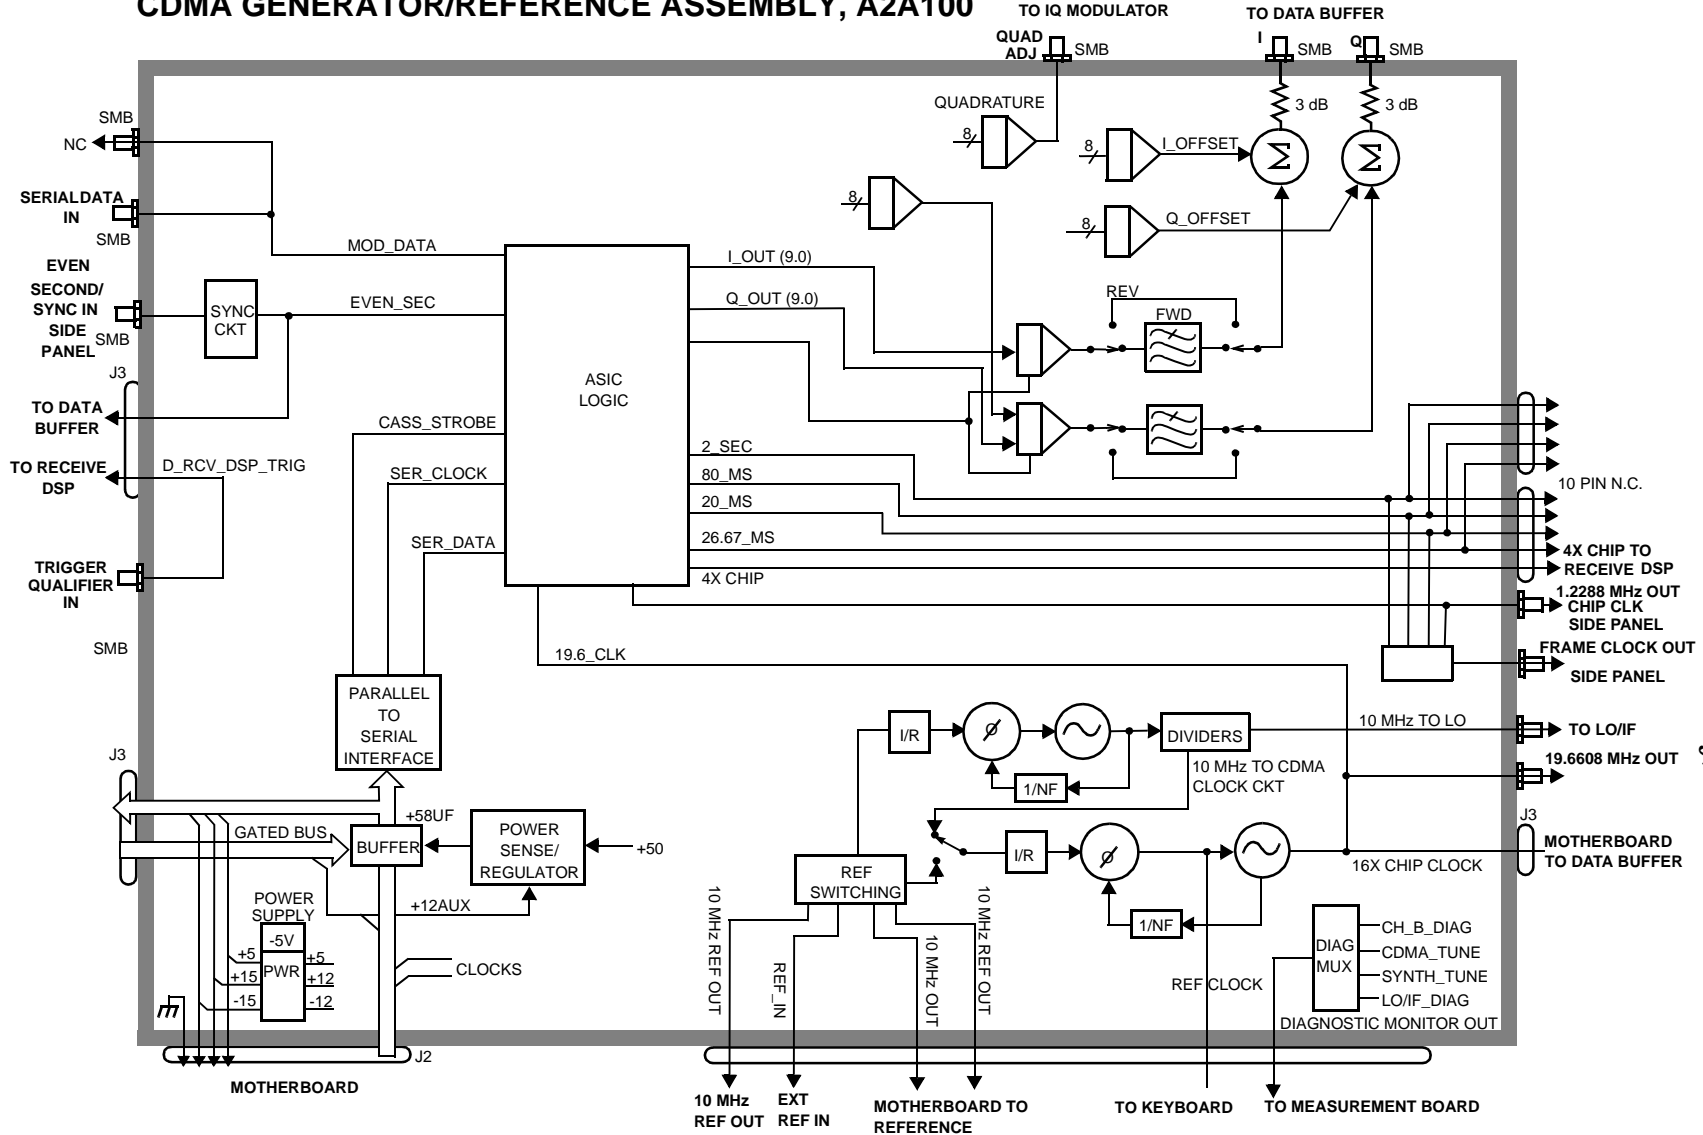 CDMA GENERATOR/REFERENCE ASSEMBLY, A2A100
TO IQ MODULATOR
TO DATA BUFFER
QUAD
ADJ
SMB
I
SMB
Q
SMB
3 dB
3 dB
QUADRATURE
8
8
I_OFFSET
Σ
Σ
8
8
Q_OFFSET
SMB
NC
SERIALDATA
IN
SMB
MOD_DATA
EVEN
SECOND/
SYNC IN
SIDE
PANEL
SMB
SYNC
CKT
EVEN_SEC
I_OUT (9.0)
Q_OUT (9.0)
REV
FWD
ASIC
LOGIC
J3
TO DATA
BUFFER
CASS_STROBE
TO RECEIVE
DSP
D_RCV_DSP_TRIG
SER_CLOCK
SER_DATA
2_SEC
80_MS
20_MS
26.67_MS
4X CHIP
10 PIN N.C.
4X CHIP TO
RECEIVE DSP
TRIGGER
QUALIFIER
IN
SMB
1.2288 MHz OUT
CHIP CLK
SIDE PANEL
FRAME CLOCK OUT
SIDE PANEL
19.6_CLK
PARALLEL
TO
SERIAL
INTERFACE
I/R
ø
DIVIDERS
10 MHz TO LO
TO LO/IF
19.6608 MHz OUT
1/NF
10 MHz TO CDMA
CLOCK CKT
J3
GATED BUS
+58UF
BUFFER
POWER
SENSE/
REGULATOR
+50
+12AUX
REF
SWITCHING
I/R
ø
1/NF
16X CHIP CLOCK
J3
MOTHERBOARD
TO DATA BUFFER
POWER
SUPPLY
-5V
PWR
+5
+15
-15
+5
+12
-12
CLOCKS
10 MHz REF OUT
REF_IN
10 MHz OUT
10 MHz REF OUT
REF CLOCK
DIAG
MUX
CH_B_DIAG
CDMA_TUNE
SYNTH_TUNE
LO/IF_DIAG
DIAGNOSTIC MONITOR OUT
J2
MOTHERBOARD
10 MHz
REF OUT
EXT
REF IN
MOTHERBOARD TO
REFERENCE
TO KEYBOARD
TO MEASUREMENT BOARD